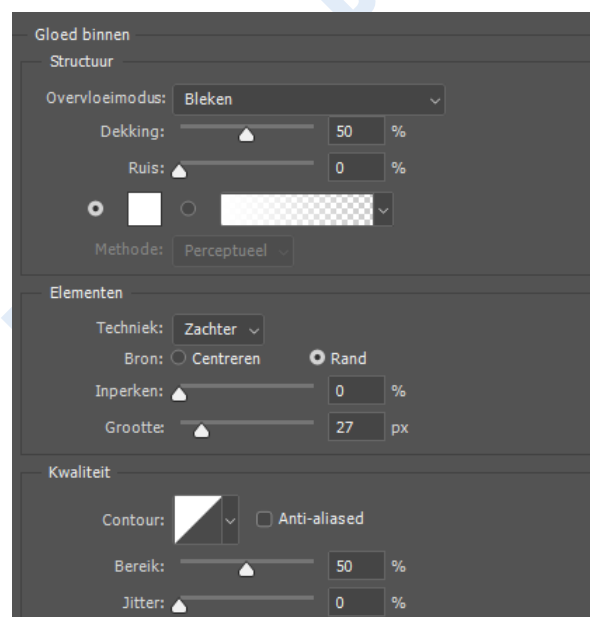 Gloed binnen
Structuur
Overvloeimodus: Bleken
Dekking: 50 %
Ruis: 0 %
Methode: Perceptueel
Elementen
Techniek: Zachter
Bron: Centreren Rand
Inperken: 0 %
Grootte: 27 px
Kwaliteit
Contour: Anti-aliased
Bereik: 50 %
Jitter: 0 %